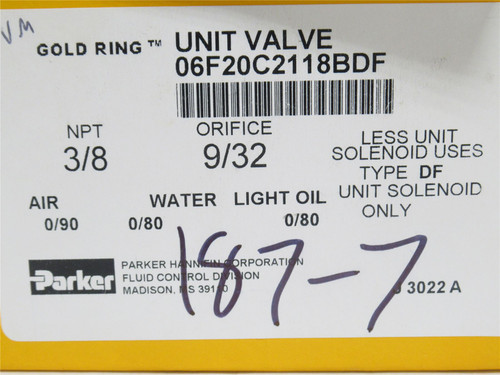 VM
GOLD RING™ UNIT VALVE
06F20C2118BDF
NPT
3/8
ORIFICE
9/32
LESS UNIT
SOLENOID USES
TYPE DF
UNIT SOLENOID
ONLY
AIR
0/90
WATER
0/80
LIGHT OIL
0/80
187-7
Parker
PARKER HANNIFIN CORPORATION
FLUID CONTROL DIVISION
MADISON, MS 39110
3022 A